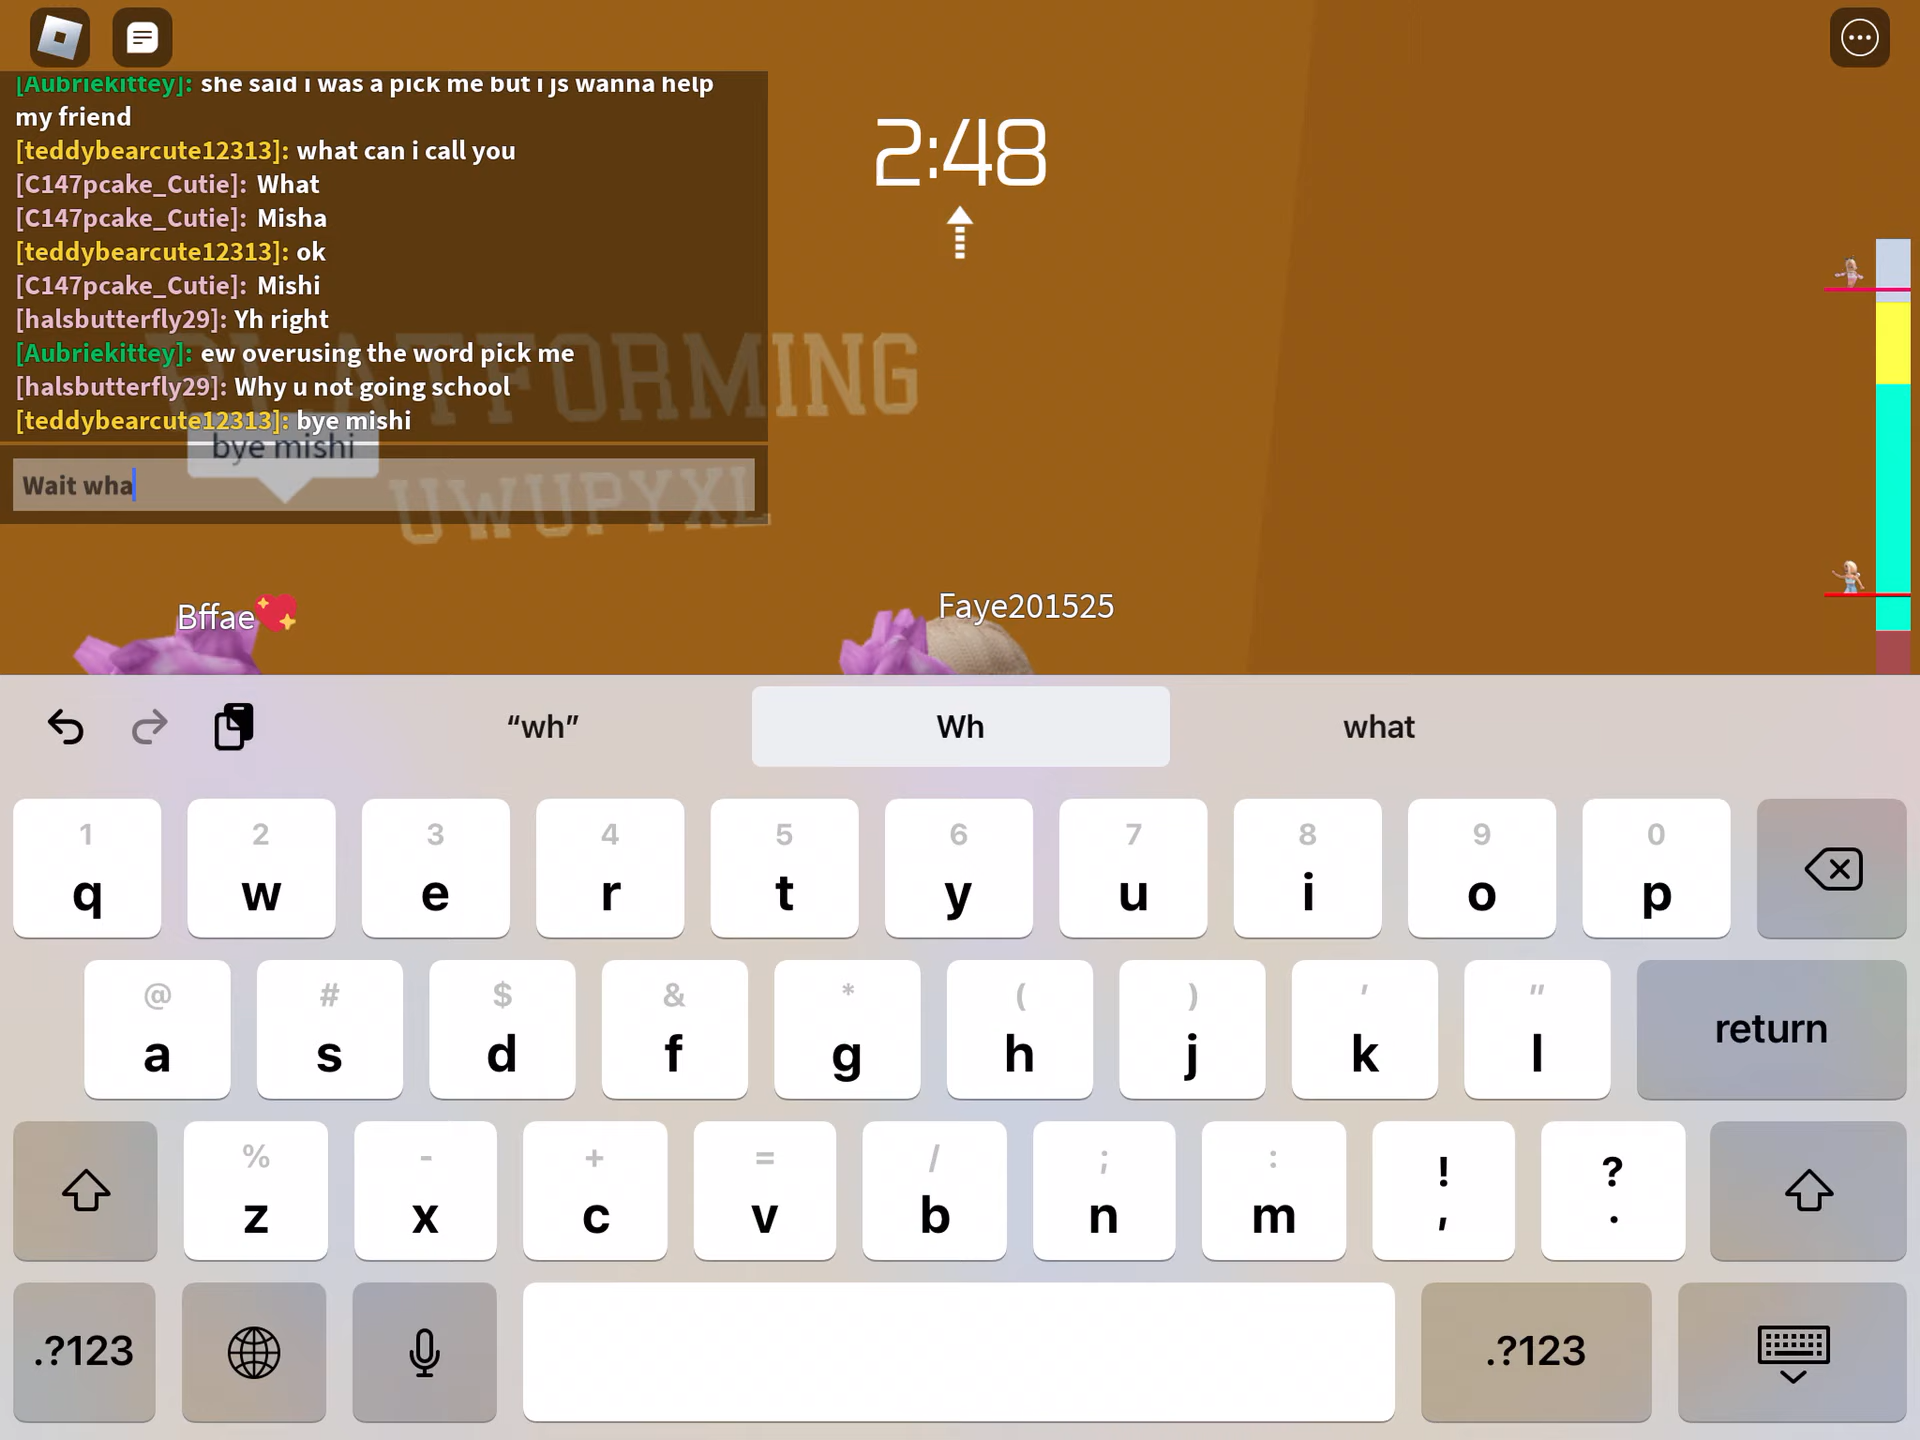 [Aubriekittey]: she said i was a pick me but i js wanna help
my friend
[teddybearcute12313]: what can i call you
2:48
[C147pcake_Cutie]: What
[C147pcake_Cutie]: Misha
[teddybearcute12313]: ok
[C147pcake_Cutie]: Mishi
[halsbutterfly29]: Yh right
[Aubriekittey]: ew overusing the word pick me
PLATFORMING
[halsbutterfly29]: Why u not going school
[teddybearcute12313]: bye mishi
bye mishi
Wait wha
UWUPYXL
Bffae💖
Faye201525
“wh” Wh what
1 2 3 4 5 6 7 8 9 0
q w e r t y u i o p
@ # $ & * ( ) ' "
a s d f g h j k l return
% - + = / ; : ! ?
z x c v b n m , .
.?123 .?123